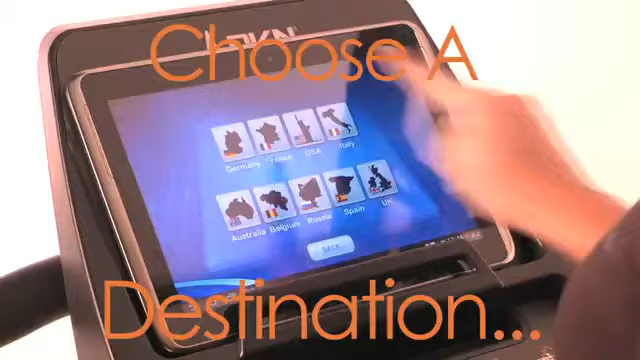 Choose A
Germany France USA Italy
Australia Belgium Russia Spain UK
BACK
Destination...